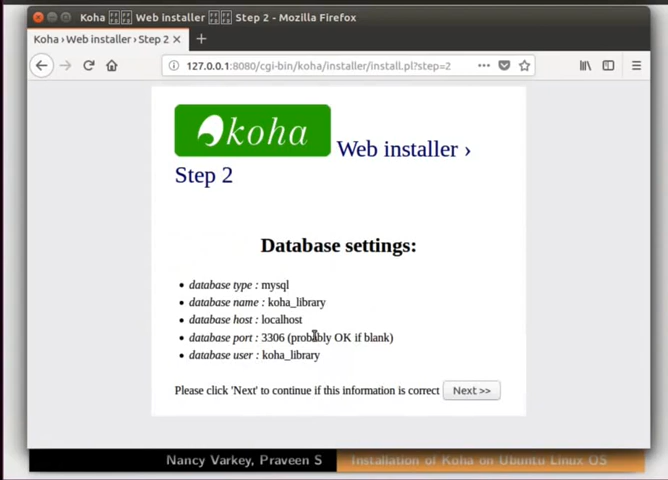 Koha Web installer Step 2 - Mozilla Firefox
Koha › Web installer › Step 2
127.0.0.1:8080/cgi-bin/koha/installer/install.pl?step=2
koha Web installer ›
Step 2
Database settings:
database type : mysql
database name : koha_library
database host : localhost
database port : 3306 (probably OK if blank)
database user : koha_library
Please click 'Next' to continue if this information is correct Next >>
Nancy Varkey, Praveen S Installation of Koha on Ubuntu Linux OS